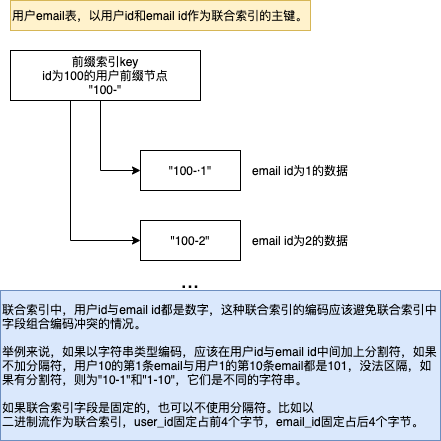 用户email表，以用户id和email id作为联合索引的主键。
前缀索引key
id为100的用户前缀节点
"100-"
"100-·1"
email id为1的数据
"100-2"
email id为2的数据
...
联合索引中，用户id与email id都是数字，这种联合索引的编码应该避免联合索引中
字段组合编码冲突的情况。
举例来说，如果以字符串类型编码，应该在用户id与email id中间加上分割符，如果
不加分隔符，用户10的第1条email与用户1的第10条email都是101，没法区隔，如
果有分割符，则为"10-1"和"1-10"，它们是不同的字符串。
如果联合索引字段是固定的，也可以不使用分隔符。比如以
二进制流作为联合索引，user_id固定占前4个字节，email_id固定占后4个字节。